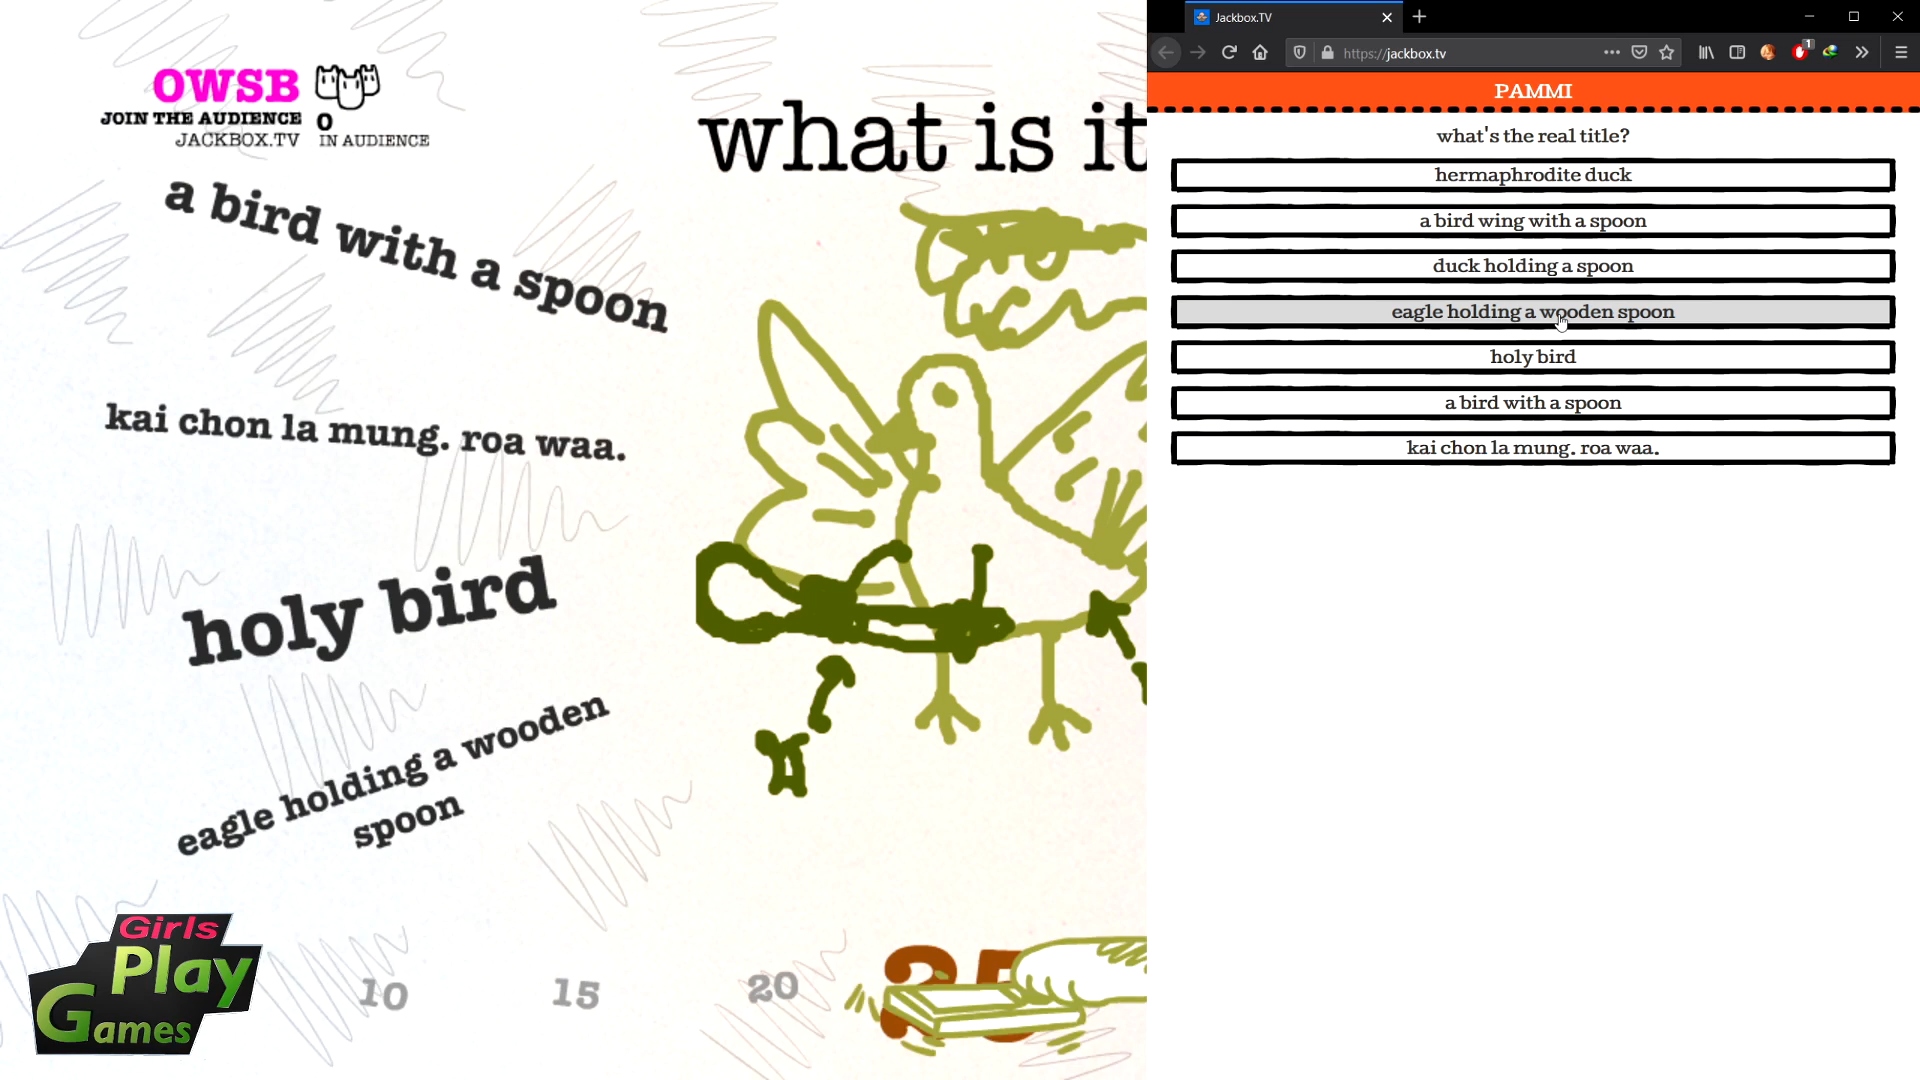 OWSB
JOIN THE AUDIENCE
JACKBOX.TV
0
IN AUDIENCE
what is it
a bird with a spoon
kai chon la mung. roa waa.
holy bird
eagle holding a wooden
spoon
10
15
20
25
Girls
Play
Games
Jackbox.TV
https://jackbox.tv
1
PAMMI
what's the real title?
hermaphrodite duck
a bird wing with a spoon
duck holding a spoon
eagle holding a wooden spoon
holy bird
a bird with a spoon
kai chon la mung. roa waa.